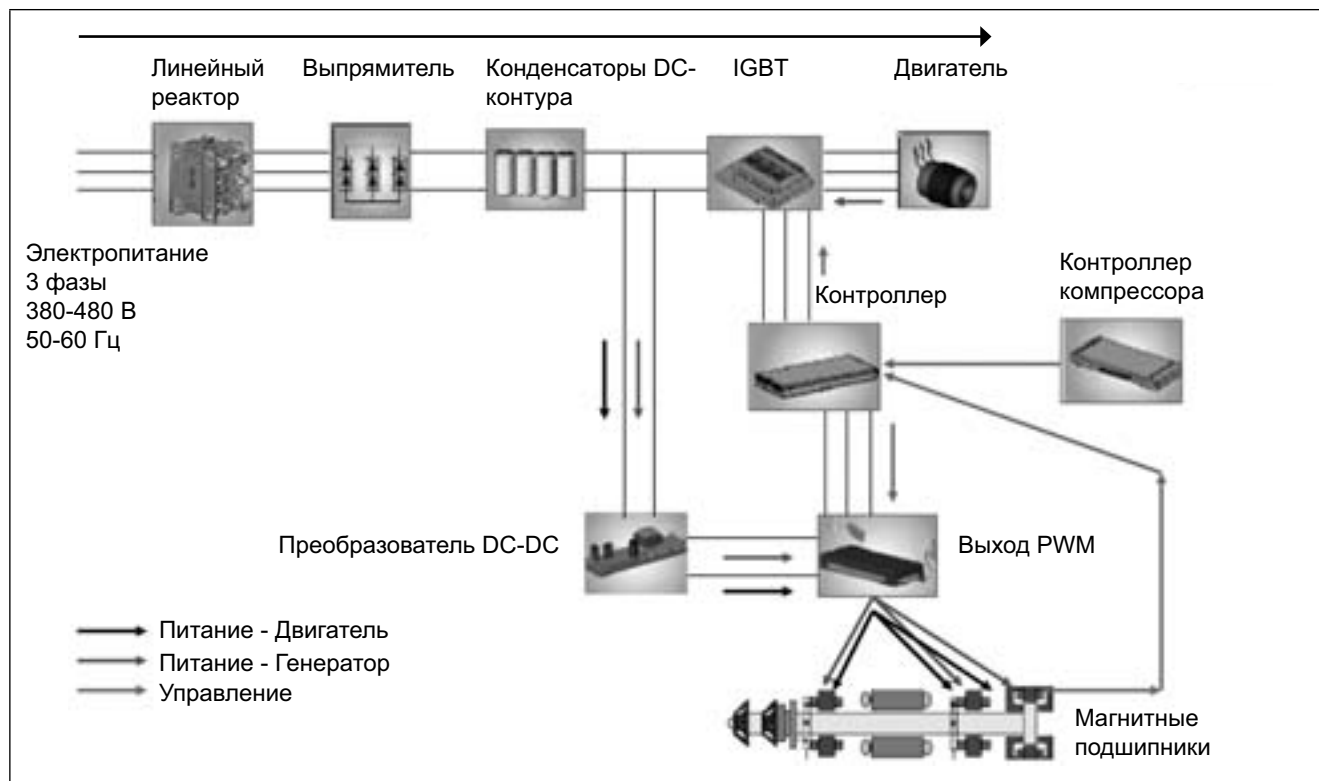 Линейный
реактор
Выпрямитель
Конденсаторы DC-
контура
IGBT
Двигатель
Электропитание
3 фазы
380-480 В
50-60 Гц
Контроллер
Контроллер
компрессора
Преобразователь DC-DC
Выход PWM
Питание - Двигатель
Питание - Генератор
Управление
Магнитные
подшипники